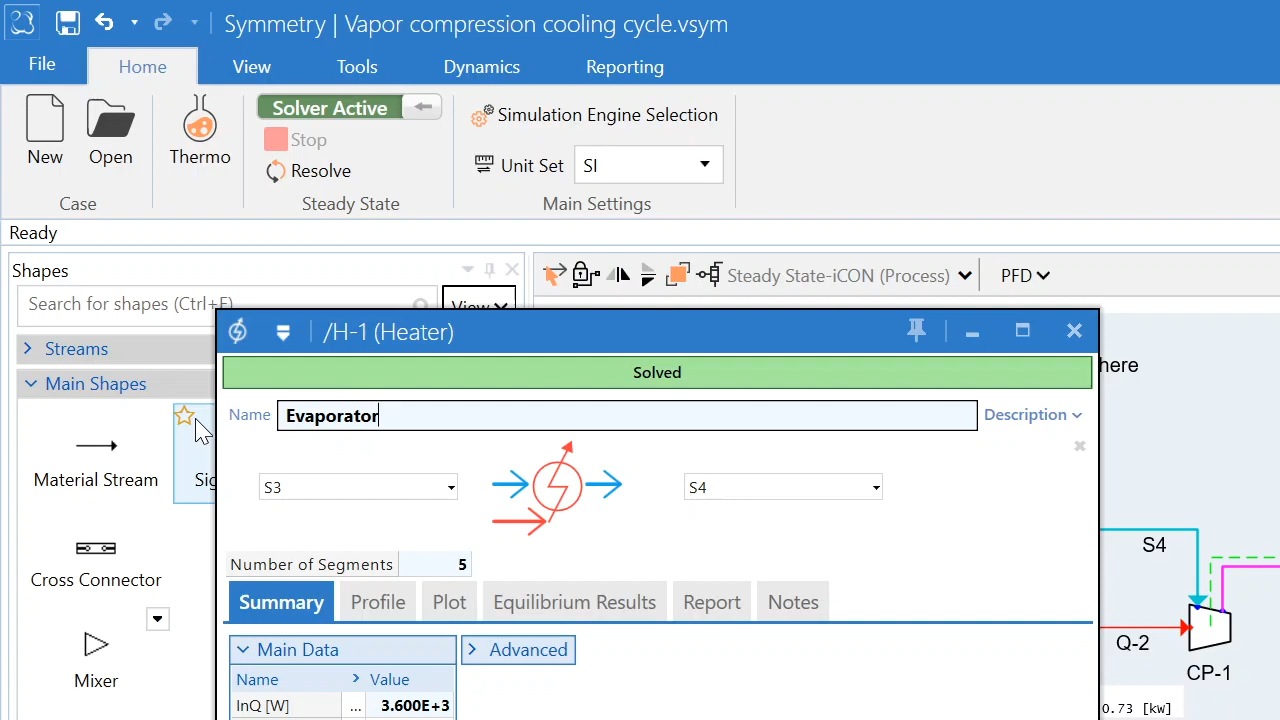 Symmetry | Vapor compression cooling cycle.vsym
File Home View Tools Dynamics Reporting
New Open Thermo
Solver Active
Stop
Resolve
Simulation Engine Selection
Unit Set SI
Case Steady State Main Settings
Ready
Shapes
Search for shapes (Ctrl+F)
View
Steady State-iCON (Process) PFD
Streams
Main Shapes
Material Stream
Sig
Cross Connector
Mixer
/H-1 (Heater)
Solved
Name Evaporator Description
S3 S4
Number of Segments 5
Summary Profile Plot Equilibrium Results Report Notes
Main Data Advanced
Name Value
InQ [W] ... 3.600E+3
here
S4
Q-2
CP-1
0.73 [kW]